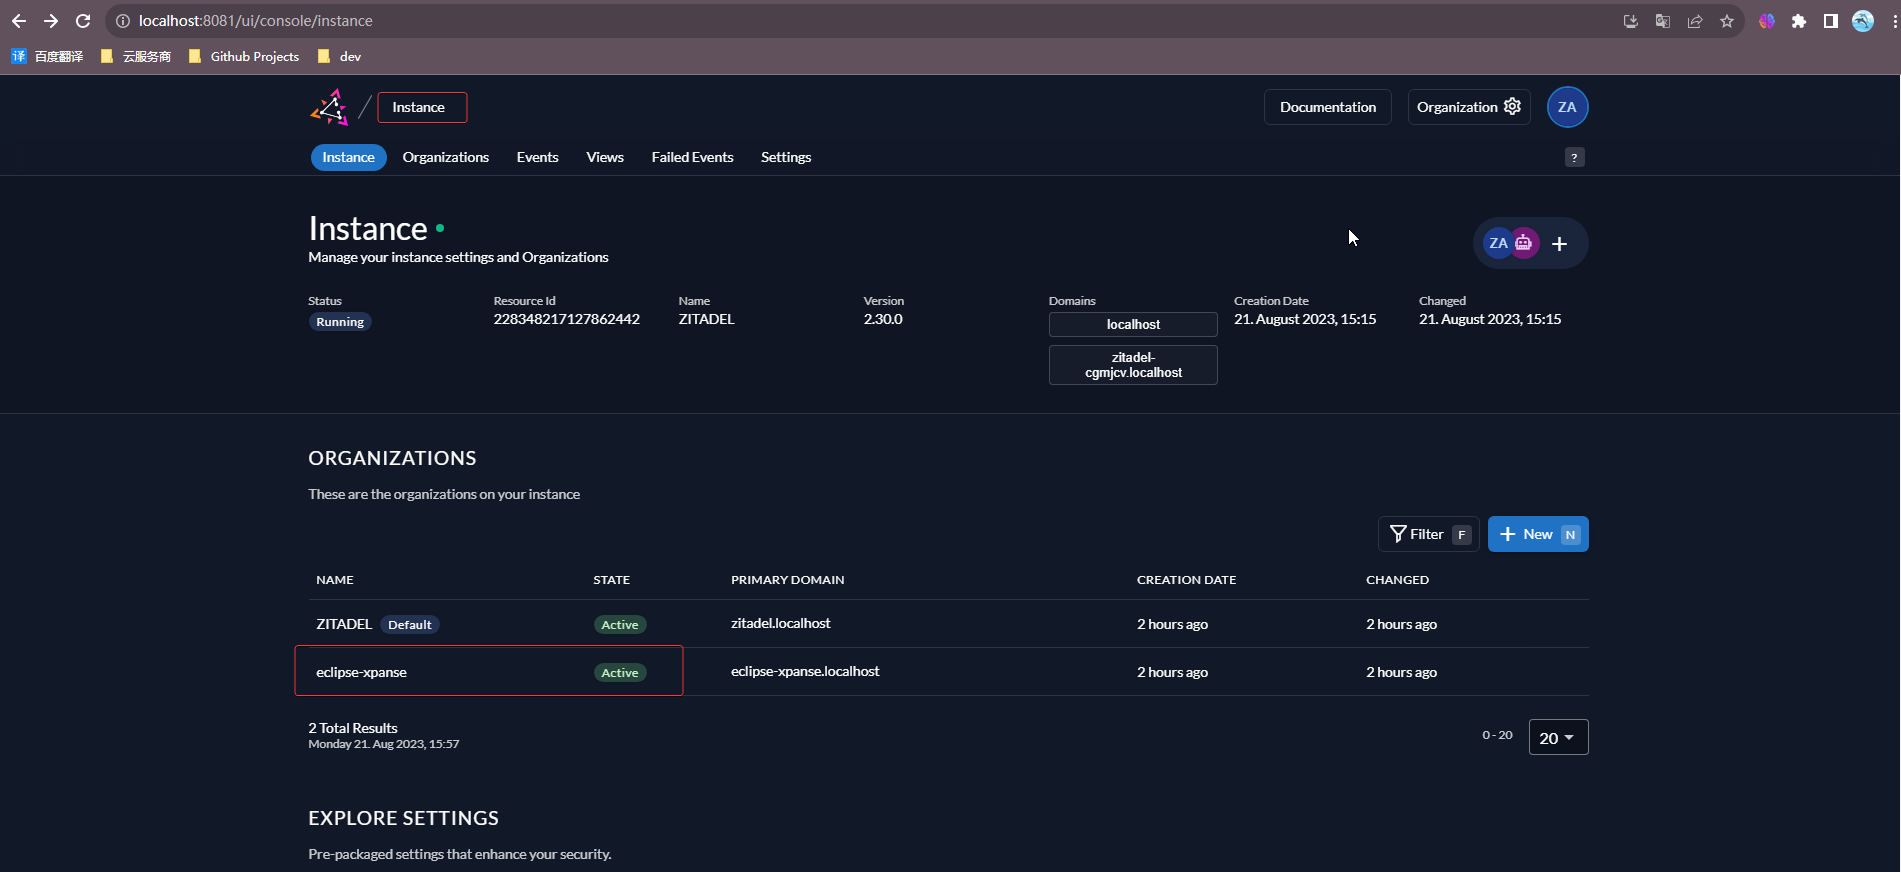 localhost:8081/ui/console/instance
译 百度翻译 云服务商 Github Projects dev
/ Instance Documentation Organization ZA
Instance Organizations Events Views Failed Events Settings ?
Instance
Manage your instance settings and Organizations
ZA +
Status Resource Id Name Version Domains Creation Date Changed
Running 228348217127862442 ZITADEL 2.30.0 localhost 21. August 2023, 15:15 21. August 2023, 15:15
zitadel-
cgmjcv.localhost
ORGANIZATIONS
These are the organizations on your instance
Filter F + New N
NAME STATE PRIMARY DOMAIN CREATION DATE CHANGED
ZITADEL Default Active zitadel.localhost 2 hours ago 2 hours ago
eclipse-xpanse Active eclipse-xpanse.localhost 2 hours ago 2 hours ago
2 Total Results
Monday 21. Aug 2023, 15:57
0 - 20 20
EXPLORE SETTINGS
Pre-packaged settings that enhance your security.